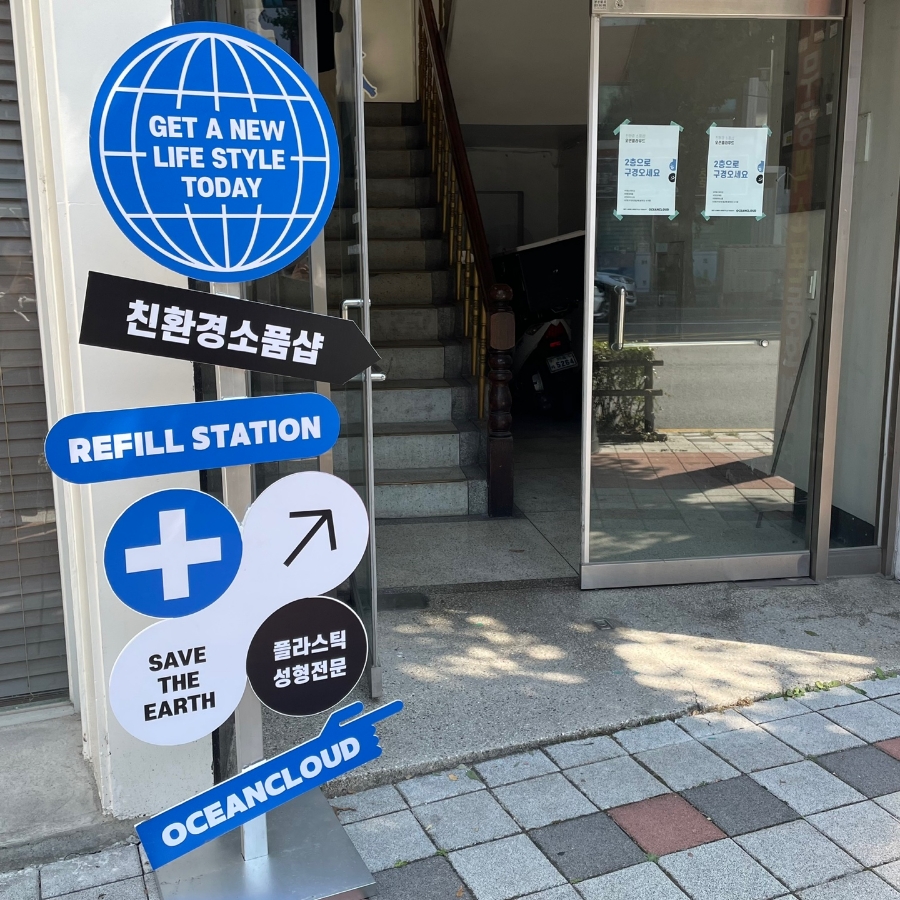 GET A NEW
LIFE STYLE
TODAY
친환경소품샵
REFILL STATION
SAVE
THE
EARTH
플라스틱
성형전문
OCEANCLOUD
2층으로
구경오세요
OCEANCLOUD
2층으로
구경오세요
OCEANCLOUD